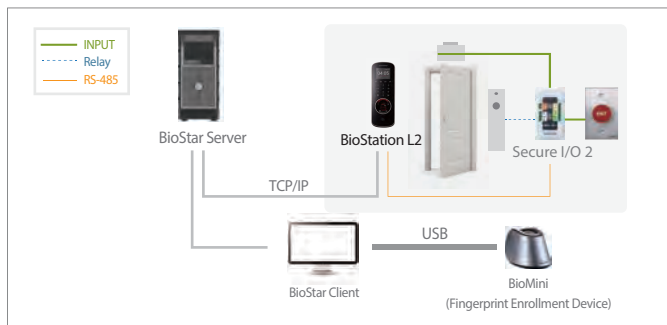 INPUT
Relay
RS-485
BioStar Server
BioStation L2
EXIT
Secure I/O 2
TCP/IP
USB
BioStar Client
BioMini
(Fingerprint Enrollment Device)